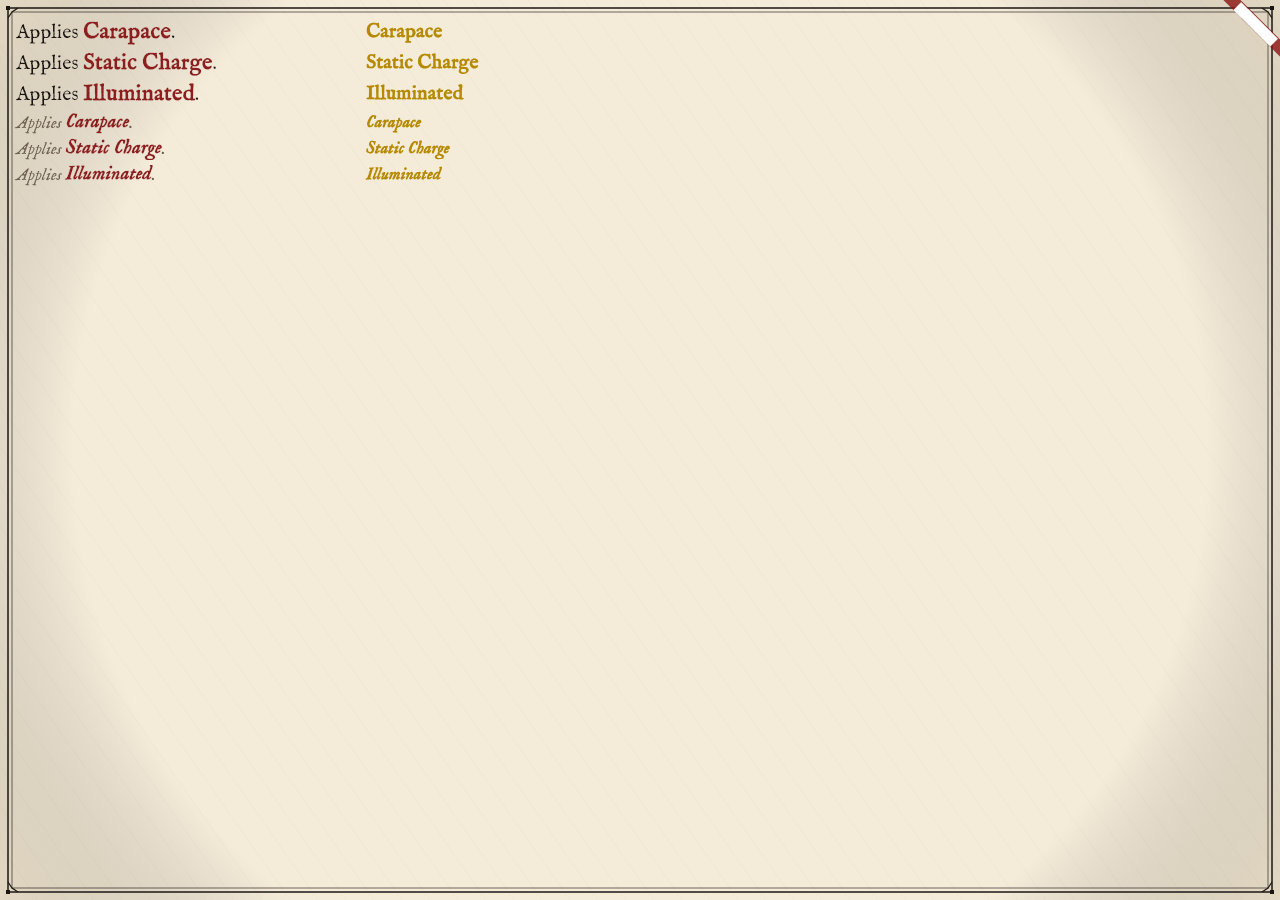 Applies Carapace. Carapace
Applies Static Charge. Static Charge
Applies Illuminated. Illuminated
Applies Carapace. Carapace
Applies Static Charge. Static Charge
Applies Illuminated. Illuminated